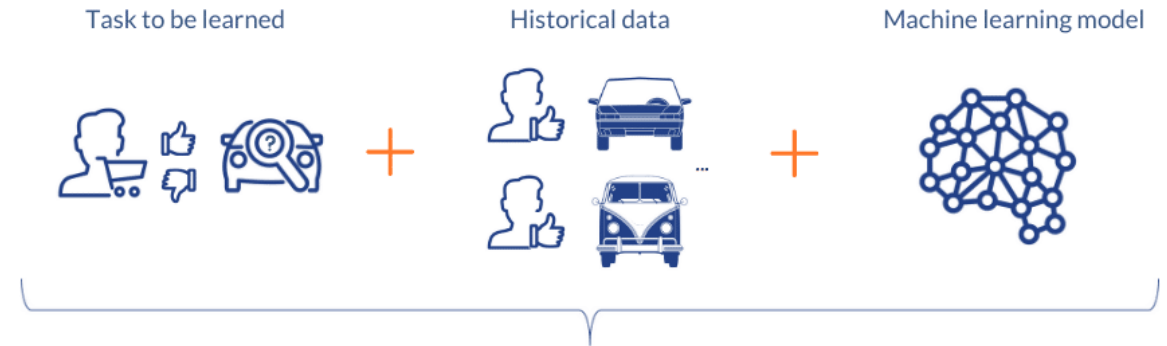 Task to be learned
Historical data
Machine learning model
?
...